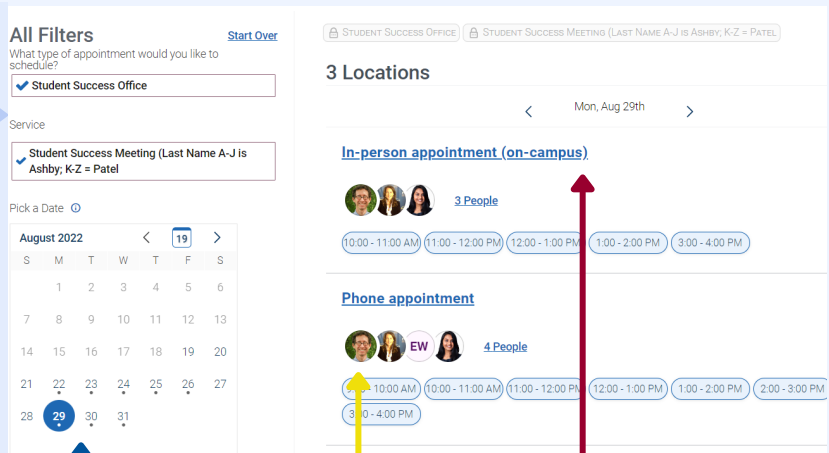 All Filters
Start Over
What type of appointment would you like to
schedule?
Student Success Office
Service
Student Success Meeting (Last Name A-J is
Ashby; K-Z = Patel
Pick a Date
August 2022
19
S M T W T F S
1 2 3 4 5 6
7 8 9 10 11 12 13
14 15 16 17 18 19 20
21 22 23 24 25 26 27
28 29 30 31
Student Success Office
Student Success Meeting (Last Name A-J is Ashby; K-Z = Patel
3 Locations
Mon, Aug 29th
In-person appointment (on-campus)
3 People
10:00 - 11:00 AM 11:00 - 12:00 PM 12:00 - 1:00 PM 1:00 - 2:00 PM 3:00 - 4:00 PM
Phone appointment
EW
4 People
- 10:00 AM 10:00 - 11:00 AM 11:00 - 12:00 PM 12:00 - 1:00 PM 1:00 - 2:00 PM 2:00 - 3:00 PM
3:00 - 4:00 PM